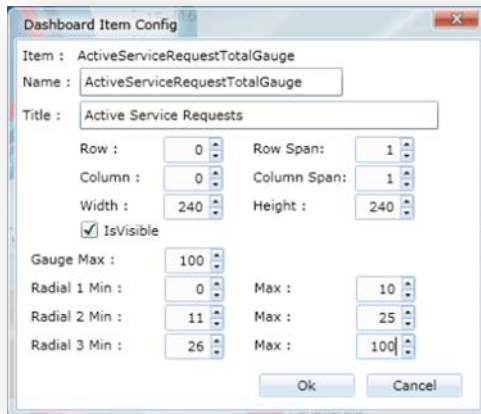 Dashboard Item Config
Item : ActiveServiceRequestTotalGauge
Name : ActiveServiceRequestTotalGauge
Title : Active Service Requests
Row : 0 Row Span: 1
Column : 0 Column Span: 1
Width : 240 Height : 240
IsVisible
Gauge Max : 100
Radial 1 Min : 0 Max : 10
Radial 2 Min : 11 Max : 25
Radial 3 Min : 26 Max : 100
Ok Cancel